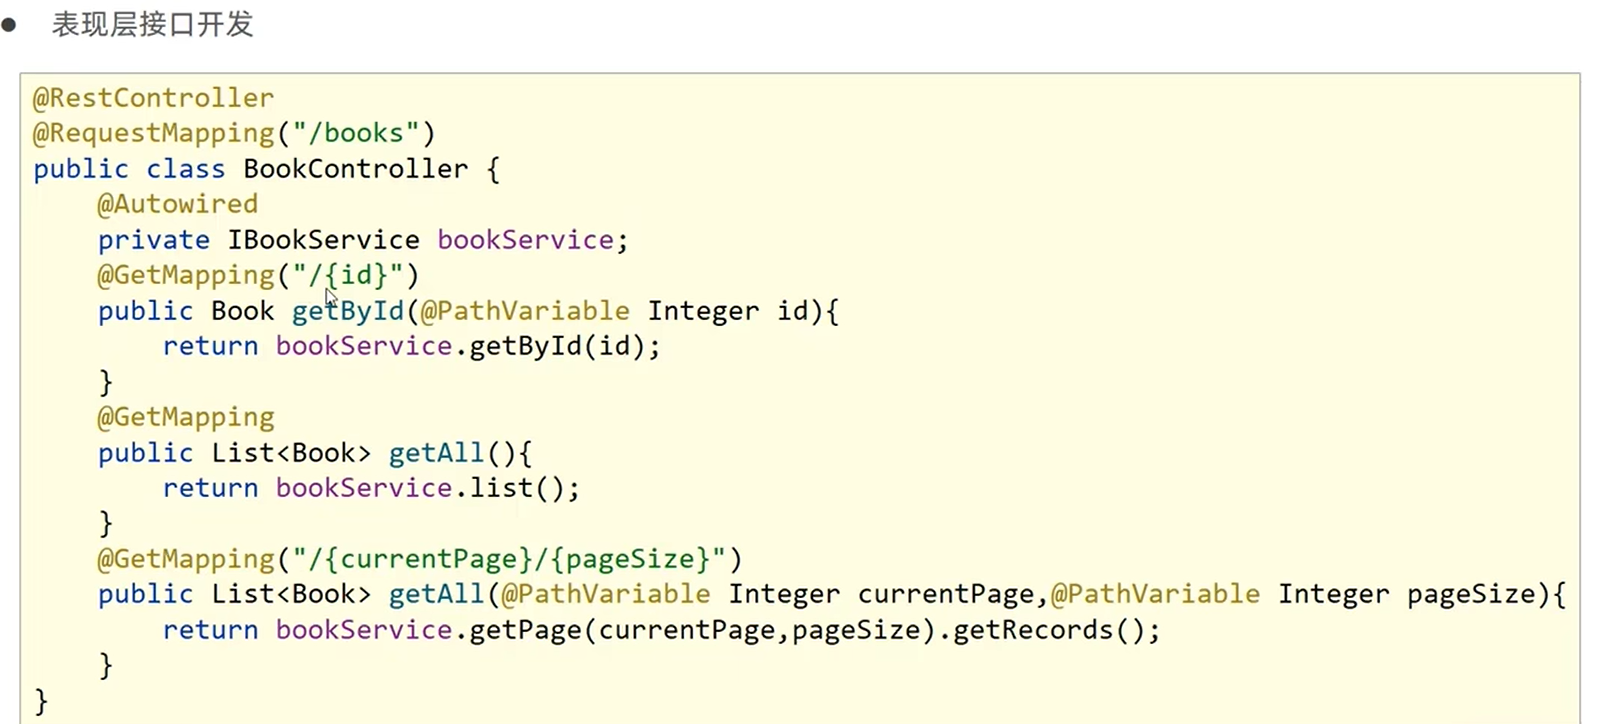 ● 表现层接口开发
@RestController
@RequestMapping("/books")
public class BookController {
    @Autowired
    private IBookService bookService;
    @GetMapping("/{id}")
    public Book getById(@PathVariable Integer id){
        return bookService.getById(id);
    }
    @GetMapping
    public List<Book> getAll(){
        return bookService.list();
    }
    @GetMapping("/{currentPage}/{pageSize}")
    public List<Book> getAll(@PathVariable Integer currentPage,@PathVariable Integer pageSize){
        return bookService.getPage(currentPage,pageSize).getRecords();
    }
}